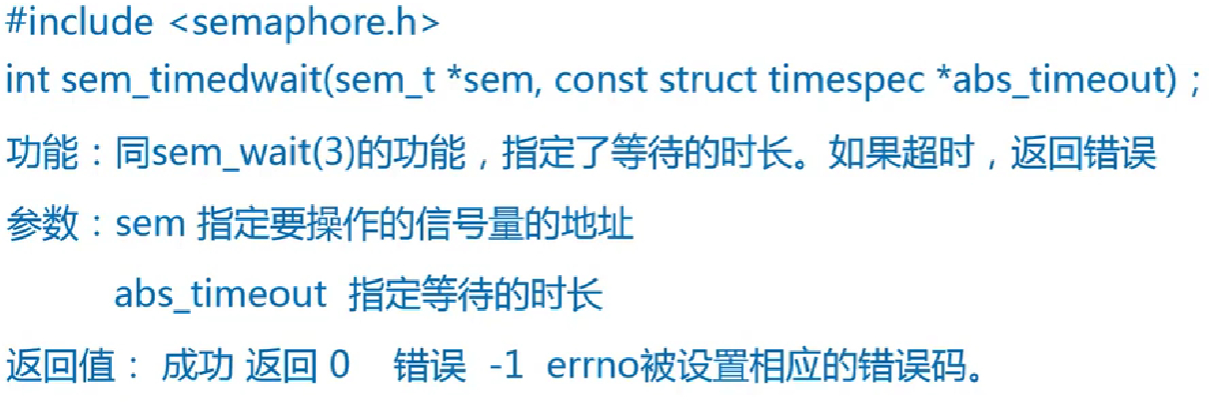 #include <semaphore.h>
int sem_timedwait(sem_t *sem, const struct timespec *abs_timeout)；
功能：同sem_wait(3)的功能，指定了等待的时长。如果超时，返回错误
参数：sem 指定要操作的信号量的地址
abs_timeout 指定等待的时长
返回值： 成功 返回 0 错误 -1 errno被设置相应的错误码。